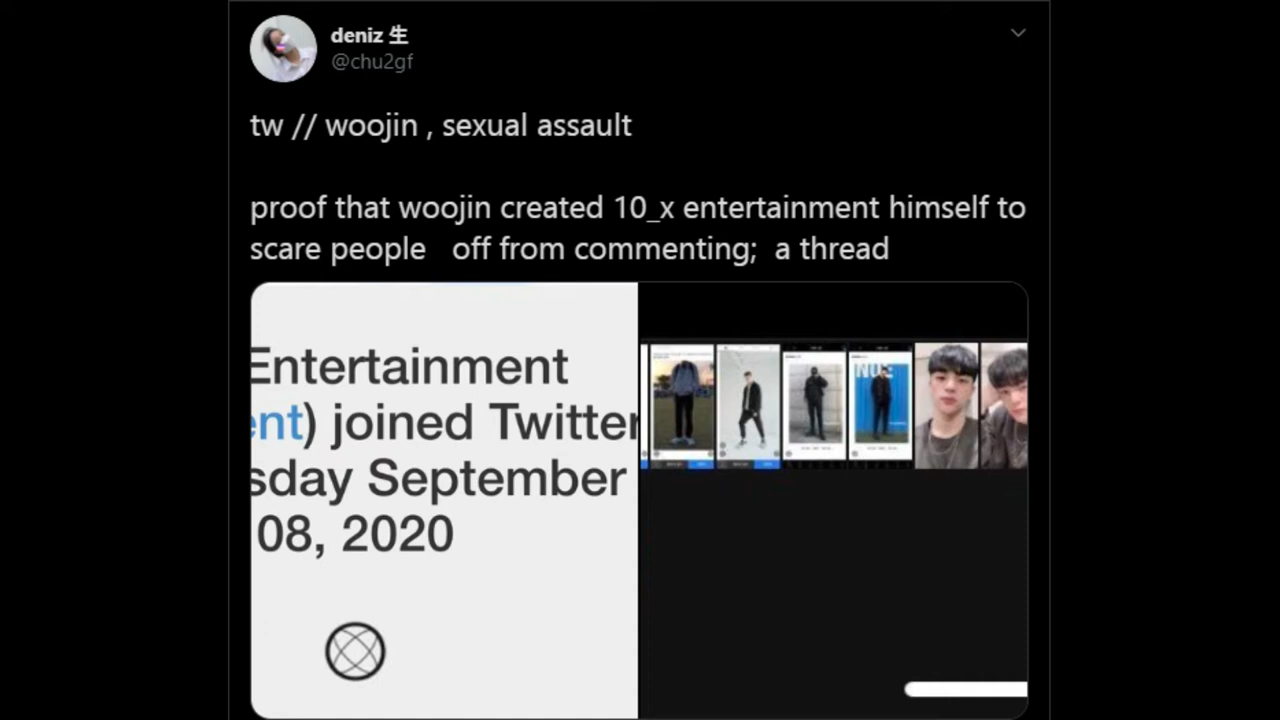 deniz 生
@chu2gf
tw // woojin , sexual assault
proof that woojin created 10_x entertainment himself to
scare people off from commenting; a thread
Entertainment
ent) joined Twitter
sday September
08, 2020